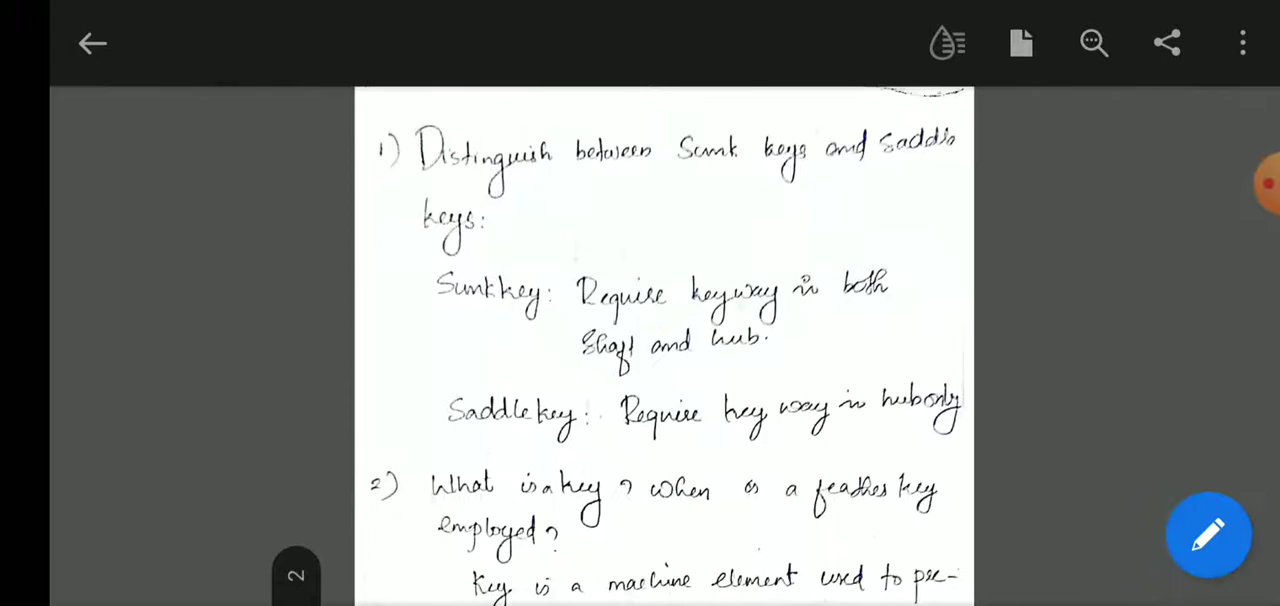 1) Distinguish between Sunk keys and Saddle
keys:
Sunk key: Require keyway in both
Shaft and hub.
Saddle key: Require key way in hub only
2) What is a key? when is a feather key
employed?
Key is a machine element used to pre-
2